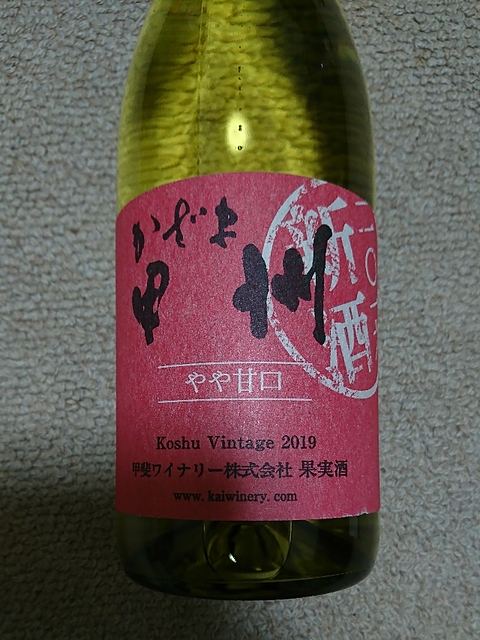 かざま
甲州
新酒
やや甘口
Koshu Vintage 2019
甲斐ワイナリー株式会社 果実酒
www.kaiwinery.com